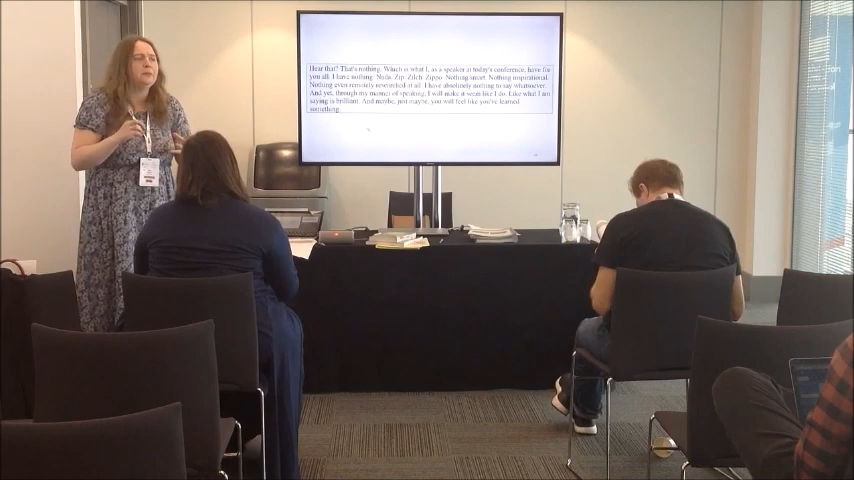 Hear that? That's nothing. Which is what I, as a speaker at today's conference, have for
you all. I have nothing. Nada. Zip. Zilch. Zippo. Nothing smart. Nothing inspirational.
Nothing even remotely researched at all. I have absolutely nothing to say whatsoever.
And yet, through my manner of speaking, I will make it seem like I do. Like what I am
saying is brilliant. And maybe, just maybe, you will feel like you've learned
something.